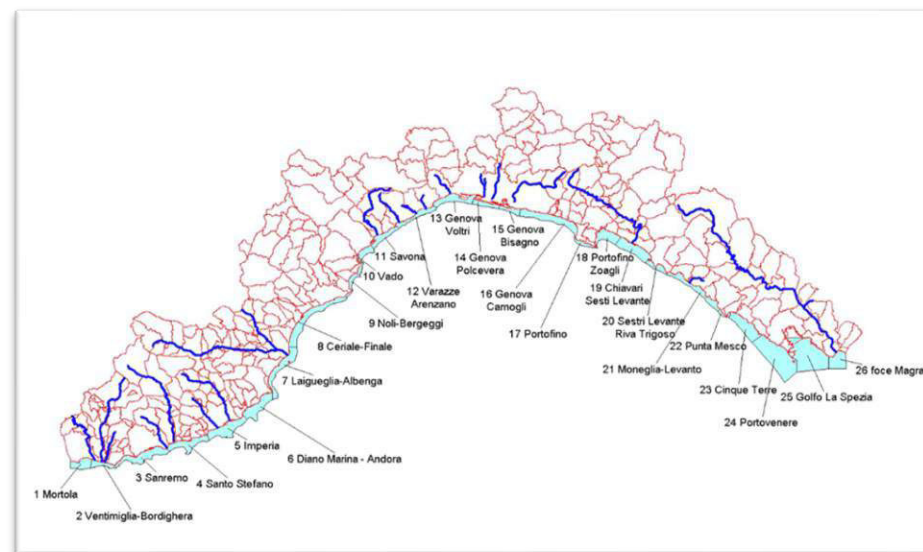 1 Mortola
2 Ventimiglia-Bordighera
3 Sanremo
4 Santo Stefano
5 Imperia
6 Diano Marina - Andora
7 Laigueglia-Albenga
8 Ceriale-Finale
9 Noli-Bergeggi
10 Vado
11 Savona
12 Varazze
Arenzano
13 Genova
Voltri
14 Genova
Polcevera
15 Genova
Bisagno
16 Genova
Camogli
17 Portofino
18 Portofino
Zoagli
19 Chiavari
Sesti Levante
20 Sestri Levante
Riva Trigoso
21 Moneglia-Levanto
22 Punta Mesco
23 Cinque Terre
24 Portovenere
25 Golfo La Spezia
26 foce Magra